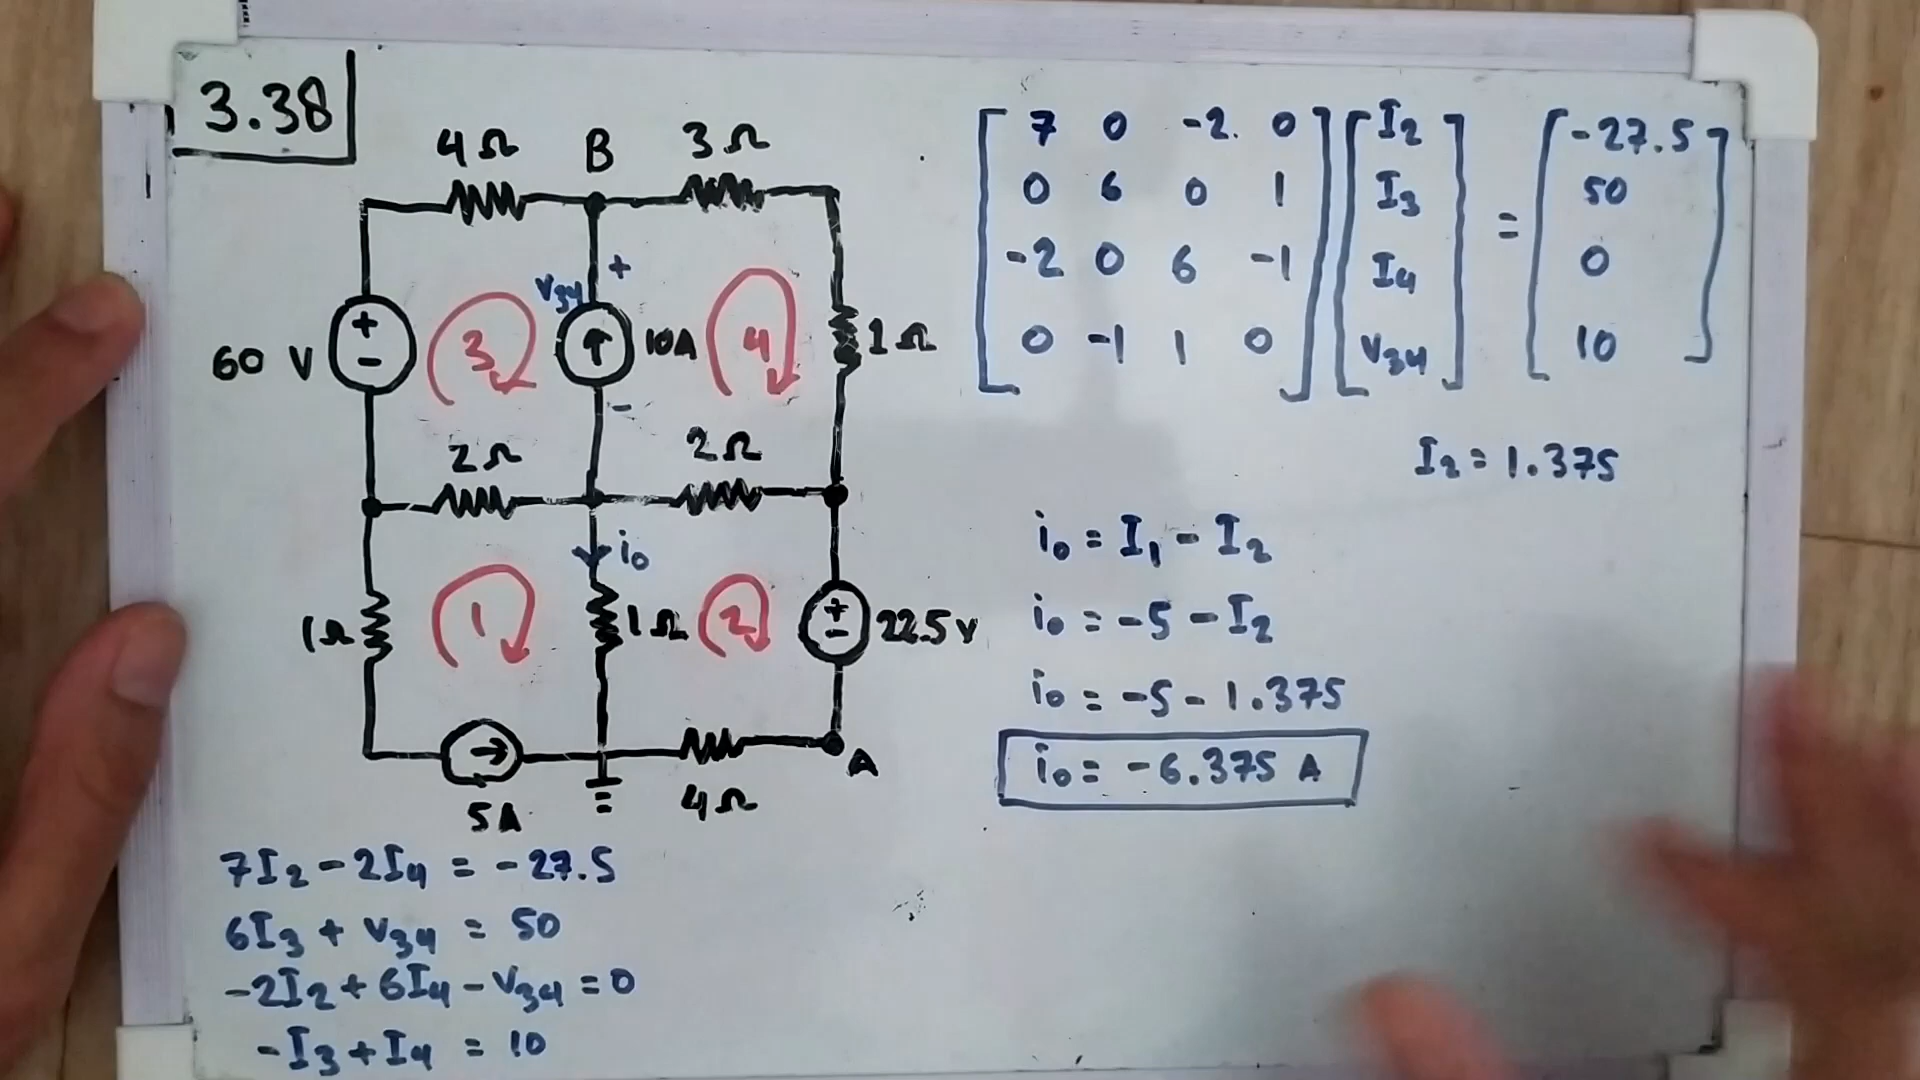 3.38
4Ω B 3Ω
V34 + -
60 V + - 3 10A 4 1Ω
2Ω 2Ω
i0
1Ω 1 1Ω 2 + - 22.5 V
A
5A 4Ω
7I2 - 2I4 = -27.5
6I3 + V34 = 50
-2I2 + 6I4 - V34 = 0
-I3 + I4 = 10
7 0 -2. 0 I2 -27.5
0 6 0 1 I3 = 50
-2 0 6 -1 I4 0
0 -1 1 0 V34 10
I2 = 1.375
i0 = I1 - I2
i0 = -5 - I2
i0 = -5 - 1.375
i0 = -6.375 A